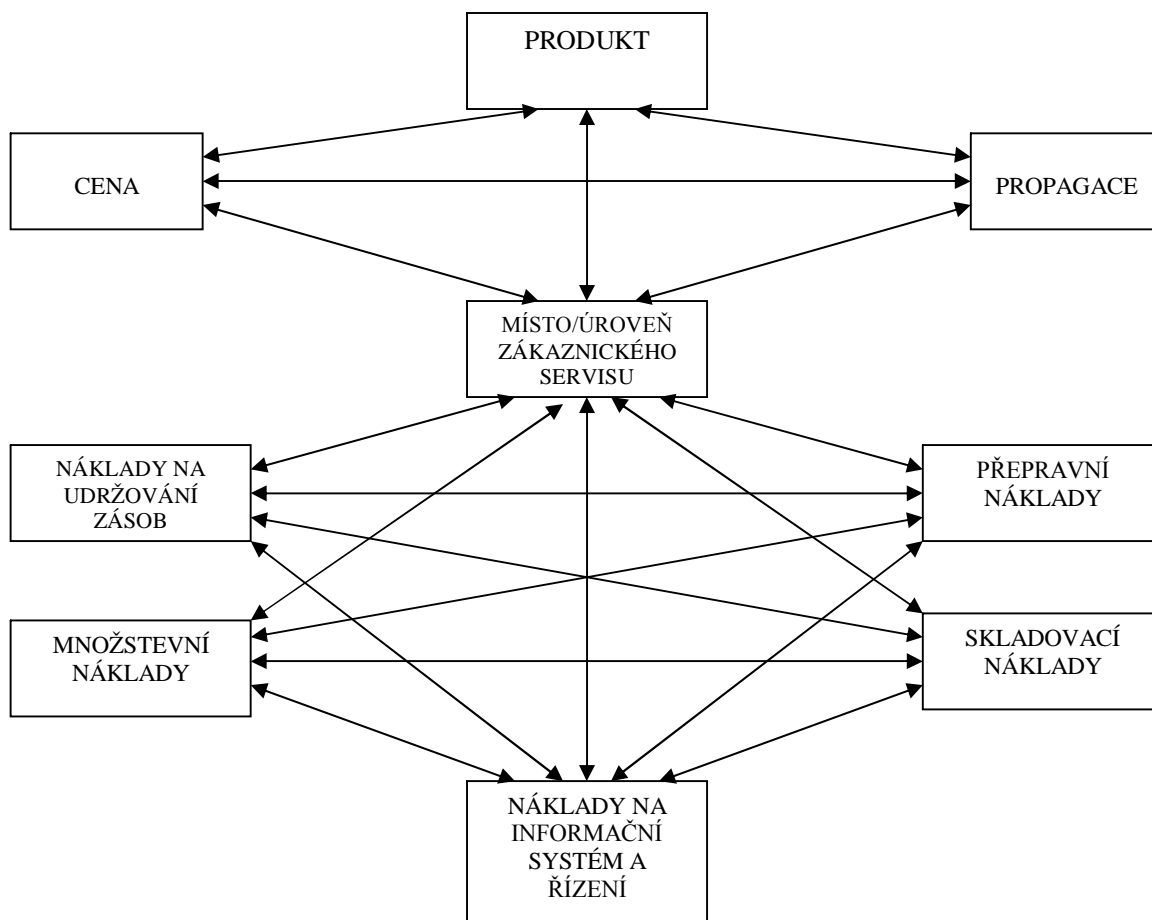 PRODUKT
CENA
PROPAGACE
MÍSTO/ÚROVEŇ
ZÁKAZNICKÉHO
SERVISU
NÁKLADY NA
UDRŽOVÁNÍ
ZÁSOB
PŘEPRAVNÍ
NÁKLADY
MNOŽSTEVNÍ
NÁKLADY
SKLADOVACÍ
NÁKLADY
NÁKLADY NA
INFORMAČNÍ
SYSTÉM A
ŘÍZENÍ